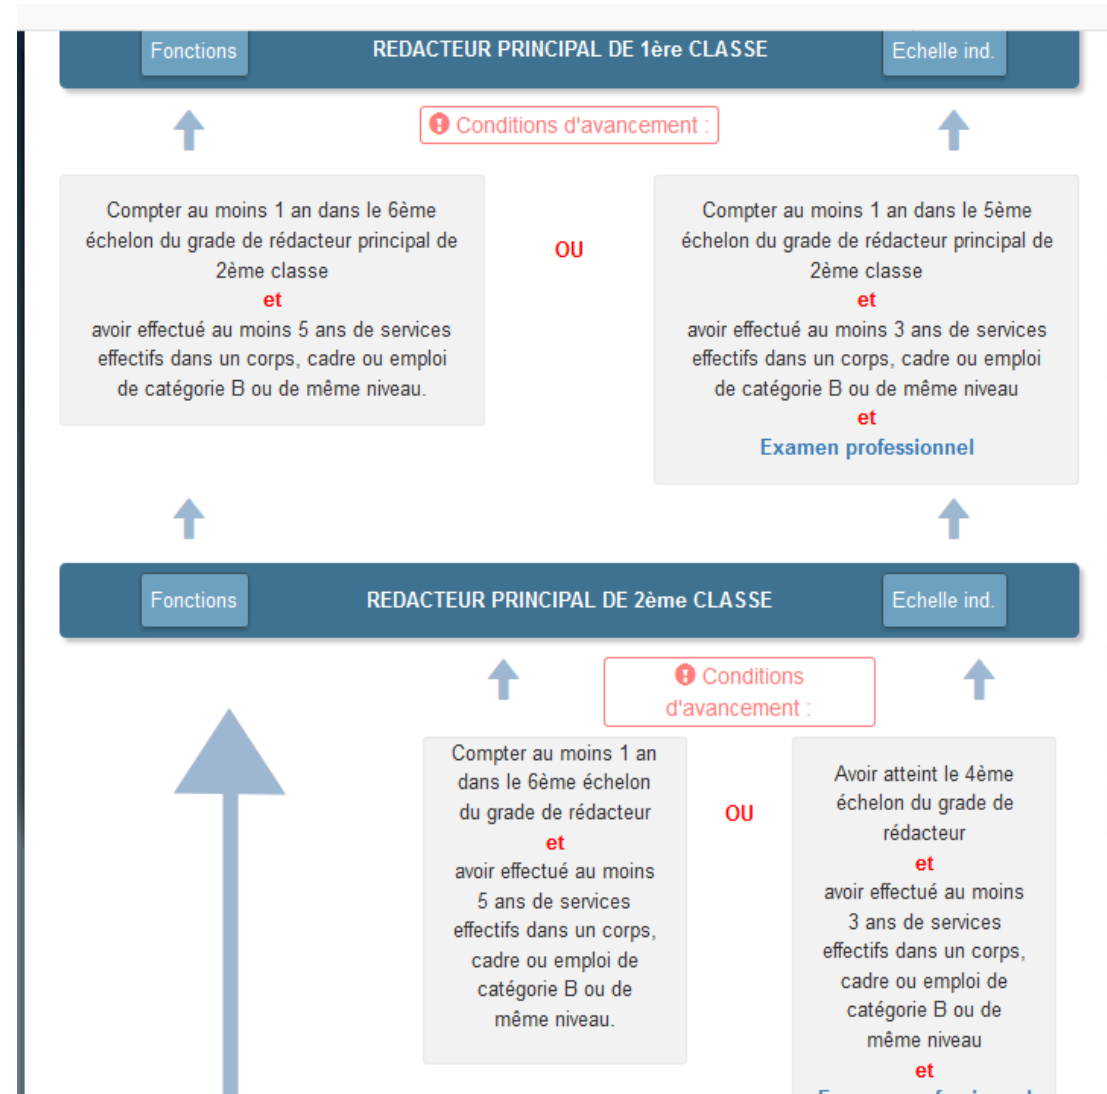 Fonctions
REDACTEUR PRINCIPAL DE 1ère CLASSE
Echelle ind.
Conditions d'avancement :
Compter au moins 1 an dans le 6ème
échelon du grade de rédacteur principal de
2ème classe
et
avoir effectué au moins 5 ans de services
effectifs dans un corps, cadre ou emploi
de catégorie B ou de même niveau.
OU
Compter au moins 1 an dans le 5ème
échelon du grade de rédacteur principal de
2ème classe
et
avoir effectué au moins 3 ans de services
effectifs dans un corps, cadre ou emploi
de catégorie B ou de même niveau
et
Examen professionnel
Fonctions
REDACTEUR PRINCIPAL DE 2ème CLASSE
Echelle ind.
Conditions
d'avancement :
Compter au moins 1 an
dans le 6ème échelon
du grade de rédacteur
et
avoir effectué au moins
5 ans de services
effectifs dans un corps,
cadre ou emploi de
catégorie B ou de
même niveau.
OU
Avoir atteint le 4ème
échelon du grade de
rédacteur
et
avoir effectué au moins
3 ans de services
effectifs dans un corps,
cadre ou emploi de
catégorie B ou de
même niveau
et